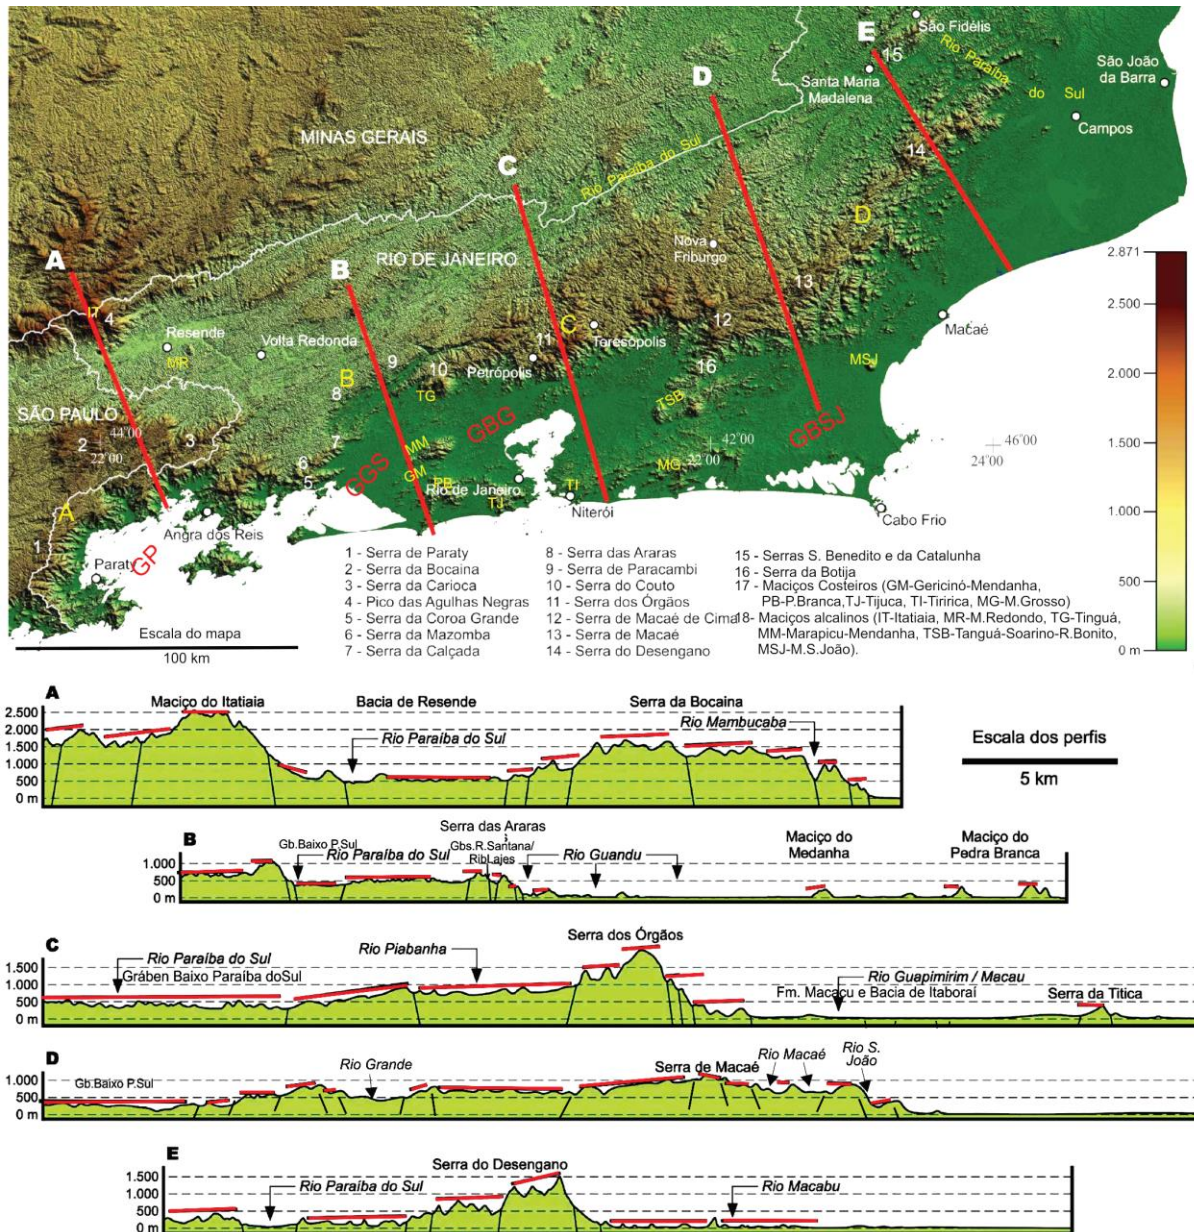 E
São Fidélis
15
Rio Paraíba
São João
da Barra
D
Santa Maria
Madalena
do Sul
MINAS GERAIS
Campos
Rio Paraíba do Sul
14
C
D
Nova
Friburgo
RIO DE JANEIRO
A
B
2.871
IT
4
13
2.500
Resende
Volta Redonda
C
Teresópolis
12
Macaé
MR
9
10
11
Petrópolis
16
MSJ
2.000
B
8
TG
SÃO PAULO
TSB
GBG
GBSJ
2
44°00
22°00
3
7
MM
42°00
22°00
46°00
24°00
1.500
6
5
GGS
GM
PB
MG
Rio de Janeiro
TJ
TI
Niterói
1.000
A
Angra dos Reis
Cabo Frio
1
GP
Paraty
500
0 m
1 - Serra de Paraty
2 - Serra da Bocaina
3 - Serra da Carioca
4 - Pico das Agulhas Negras
5 - Serra da Coroa Grande
6 - Serra da Mazomba
7 - Serra da Calçada
8 - Serra das Araras
9 - Serra de Paracambi
10 - Serra do Couto
11 - Serra dos Órgãos
12 - Serra de Macaé de Cima
13 - Serra de Macaé
14 - Serra do Desengano
15 - Serras S. Benedito e da Catalunha
16 - Serra da Botija
17 - Maciços Costeiros (GM-Gericinó-Mendanha,
PB-P.Branca,TJ-Tijuca, TI-Tiririca, MG-M.Grosso)
18- Maciços alcalinos (IT-Itatiaia, MR-M.Redondo, TG-Tinguá,
MM-Marapicu-Mendanha, TSB-Tanguá-Soarino-R.Bonito,
MSJ-M.S.João).
Escala do mapa
100 km
A
Maciço do Itatiaia
Bacia de Resende
Serra da Bocaina
Rio Mambucaba
Rio Paraiba do Sul
2.500
2.000
1.500
1.000
500
0 m
Escala dos perfis
5 km
B
Serra das Araras
Gb.Baixo P.Sul
Rio Paraíba do Sul
Gbs.R.Santana/
Rib.Lajes
Rio Guandu
Maciço do
Medanha
Maciço do
Pedra Branca
1.000
500
0 m
C
Serra dos Órgãos
Rio Paraíba do Sul
Gráben Baixo Paraíba doSul
Rio Piabanha
Rio Guapimirim / Macau
Fm. Macacu e Bacia de Itaboraí
Serra da Titica
1.500
1.000
500
0 m
D
Gb.Baixo P.Sul
Rio Grande
Serra de Macaé
Rio Macaé
Rio S.
João
1.000
500
0 m
E
Serra do Desengano
Rio Paraíba do Sul
Rio Macabu
1.500
1.000
500
0 m